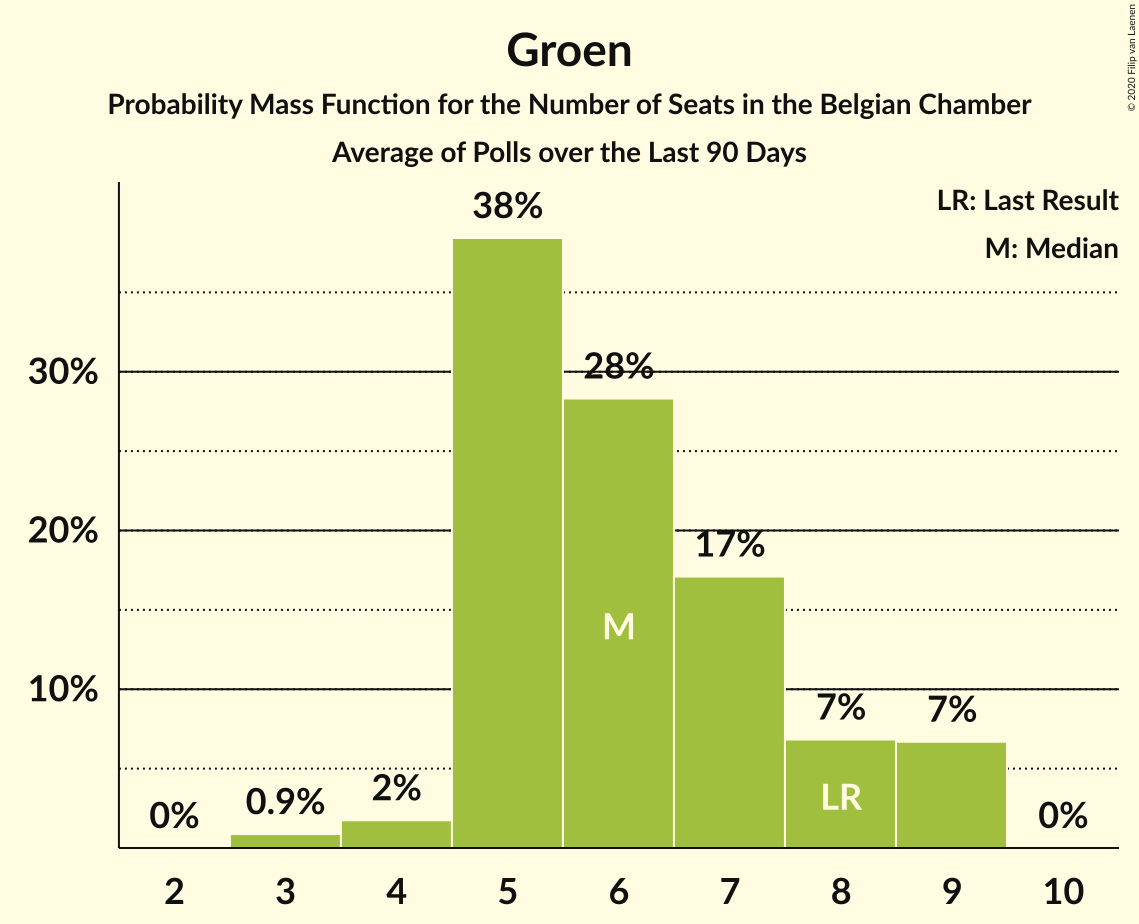 Groen
Probability Mass Function for the Number of Seats in the Belgian Chamber
Average of Polls over the Last 90 Days
© 2020 Filip van Laenen
LR: Last Result
M: Median
38%
30%
28%
20%
17%
M
10%
7%
7%
0%
0.9%
2%
LR
0%
2 3 4 5 6 7 8 9 10